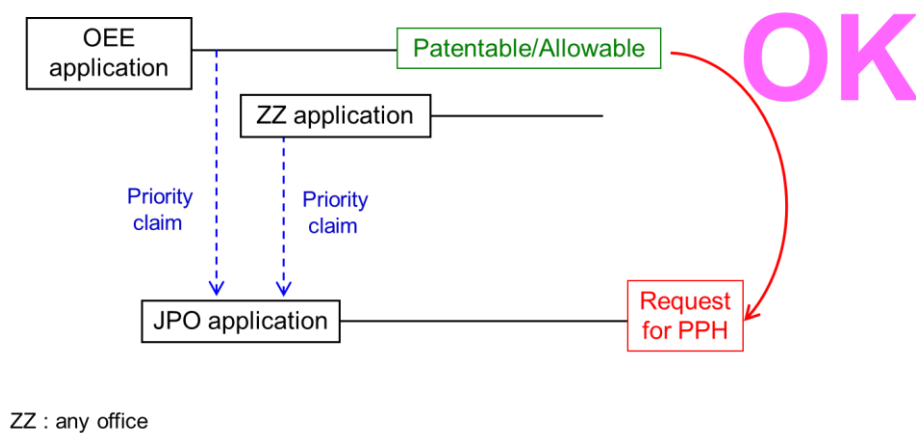 OEE
application
Patentable/Allowable
OK
ZZ application
Priority
claim
Priority
claim
JPO application
Request
for PPH
ZZ : any office